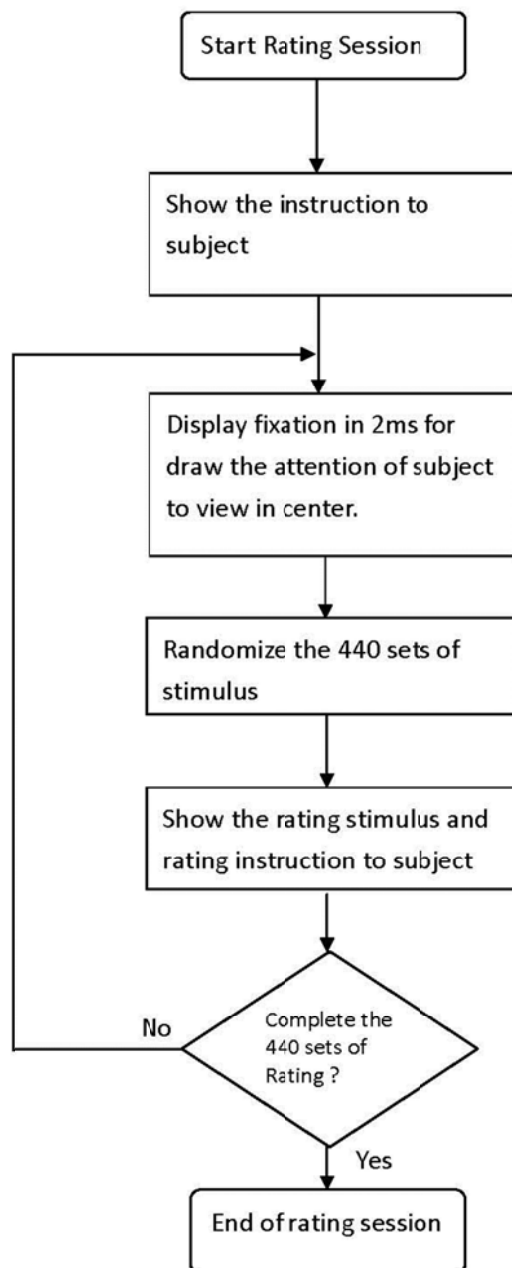 Start Rating Session
Show the instruction to
subject
Display fixation in 2ms for
draw the attention of subject
to view in center.
Randomize the 440 sets of
stimulus
Show the rating stimulus and
rating instruction to subject
No
Complete the
440 sets of
Rating ?
Yes
End of rating session